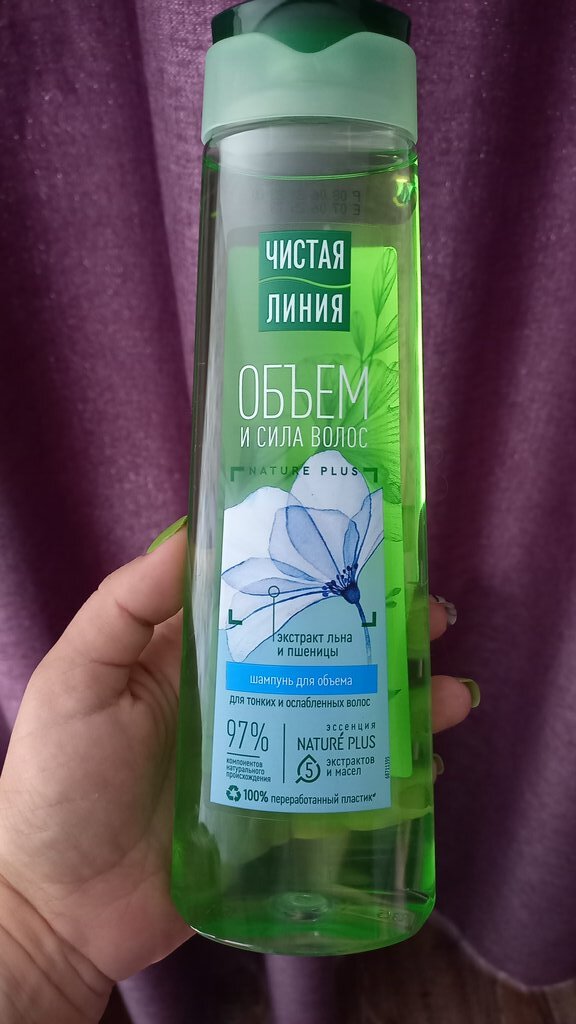 ЧИСТАЯ
ЛИНИЯ
ОБЪЕМ
И СИЛА ВОЛОС
NATURE PLUS
экстракт льна
и пшеницы
шампунь для объема
для тонких и ослабленных волос
97%
компонентов
натурального
происхождения
эссенция
NATURÉ PLUS
5 экстрактов
и масел
100% переработанный пластик*